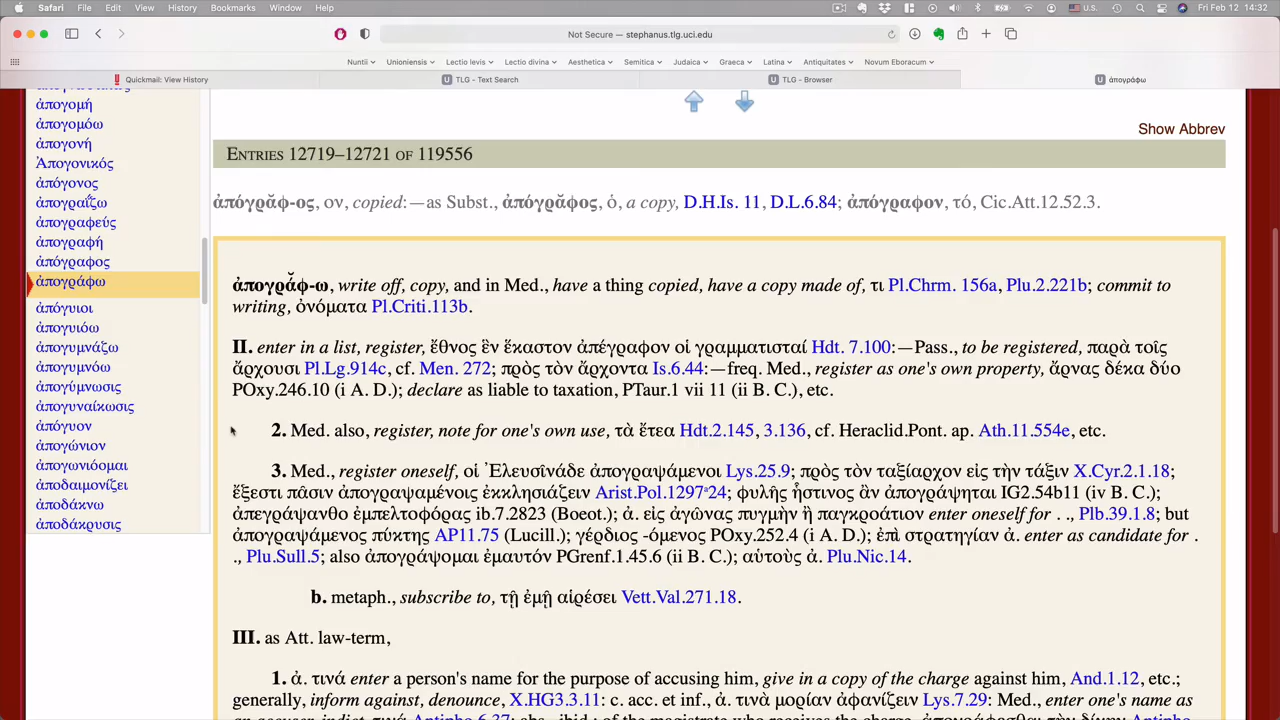 Safari File Edit View History Bookmarks Window Help U.S. Fri Feb 12 14:32
Not Secure — stephanus.tlg.uci.edu
Nuntii Unioensis Lectio levis Lectio divina Aesthetica Semitica Judaica Graeca Latina Antiquitates Novum Eboracum
Quickmail: View History TLG - Text Search TLG - Browser ἀπογράφω
ἀπογομή
ἀπογομόω
ἀπογονή
Ἀπογονικός
ἀπόγονος
ἀπογραΐζω
ἀπογραφεύς
ἀπογραφή
ἀπόγραφος
ἀπογράφω
ἀπόγυιοι
ἀπογυιόω
ἀπογυμνάζω
ἀπογυμνόω
ἀπογύμνωσις
ἀπογυναίκωσις
ἀπόγυον
ἀπογώνιον
ἀπογωνιόομαι
ἀποδαιμονίζει
ἀποδάκνω
ἀποδάκρυσις
Show Abbrev
Entries 12719–12721 of 119556
ἀπόγρᾰφ-ος, ον, copied:—as Subst., ἀπόγρᾰφος, ὁ, a copy, D.H.Is. 11, D.L.6.84; ἀπόγραφον, τό, Cic.Att.12.52.3.
ἀπογρᾰ́φ-ω, write off, copy, and in Med., have a thing copied, have a copy made of, τι Pl.Chrm. 156a, Plu.2.221b; commit to
writing, ὀνόματα Pl.Criti.113b.
II. enter in a list, register, ἔθνος ἓν ἕκαστον ἀπέγραφον οἱ γραμματισταί Hdt. 7.100:—Pass., to be registered, παρὰ τοῖς
ἄρχουσι Pl.Lg.914c, cf. Men. 272; πρὸς τὸν ἄρχοντα Is.6.44:—freq. Med., register as one's own property, ἄρνας δέκα δύο
POxy.246.10 (i A. D.); declare as liable to taxation, PTaur.1 vii 11 (ii B. C.), etc.
2. Med. also, register, note for one's own use, τὰ ἔτεα Hdt.2.145, 3.136, cf. Heraclid.Pont. ap. Ath.11.554e, etc.
3. Med., register oneself, οἱ Ἐλευσῖνάδε ἀπογραψάμενοι Lys.25.9; πρὸς τὸν ταξίαρχον εἰς τὴν τάξιν X.Cyr.2.1.18;
ἔξεστι πᾶσιν ἀπογραψαμένοις ἐκκλησιάζειν Arist.Pol.1297ᵃ24; φυλῆς ἧστινος ἂν ἀπογράψηται IG2.54b11 (iv B. C.);
ἀπεγράψανθο ἐμπελτοφόρας ib.7.2823 (Boeot.); ἀ. εἰς ἀγῶνας πυγμὴν ἢ παγκροάτιον enter oneself for . ., Plb.39.1.8; but
ἀπογραψάμενος πύκτης AP11.75 (Lucill.); γέρδιος -όμενος POxy.252.4 (i A. D.); ἐπὶ στρατηγίαν ἀ. enter as candidate for .
., Plu.Sull.5; also ἀπογράψομαι ἐμαυτόν PGrenf.1.45.6 (ii B. C.); αὑτοὺς ἀ. Plu.Nic.14.
b. metaph., subscribe to, τῇ ἐμῇ αἱρέσει Vett.Val.271.18.
III. as Att. law-term,
1. ἀ. τινά enter a person's name for the purpose of accusing him, give in a copy of the charge against him, And.1.12, etc.;
generally, inform against, denounce, X.HG3.3.11: c. acc. et inf., ἀ. τινὰ μορίαν ἀφανίζειν Lys.7.29: Med., enter one's name as